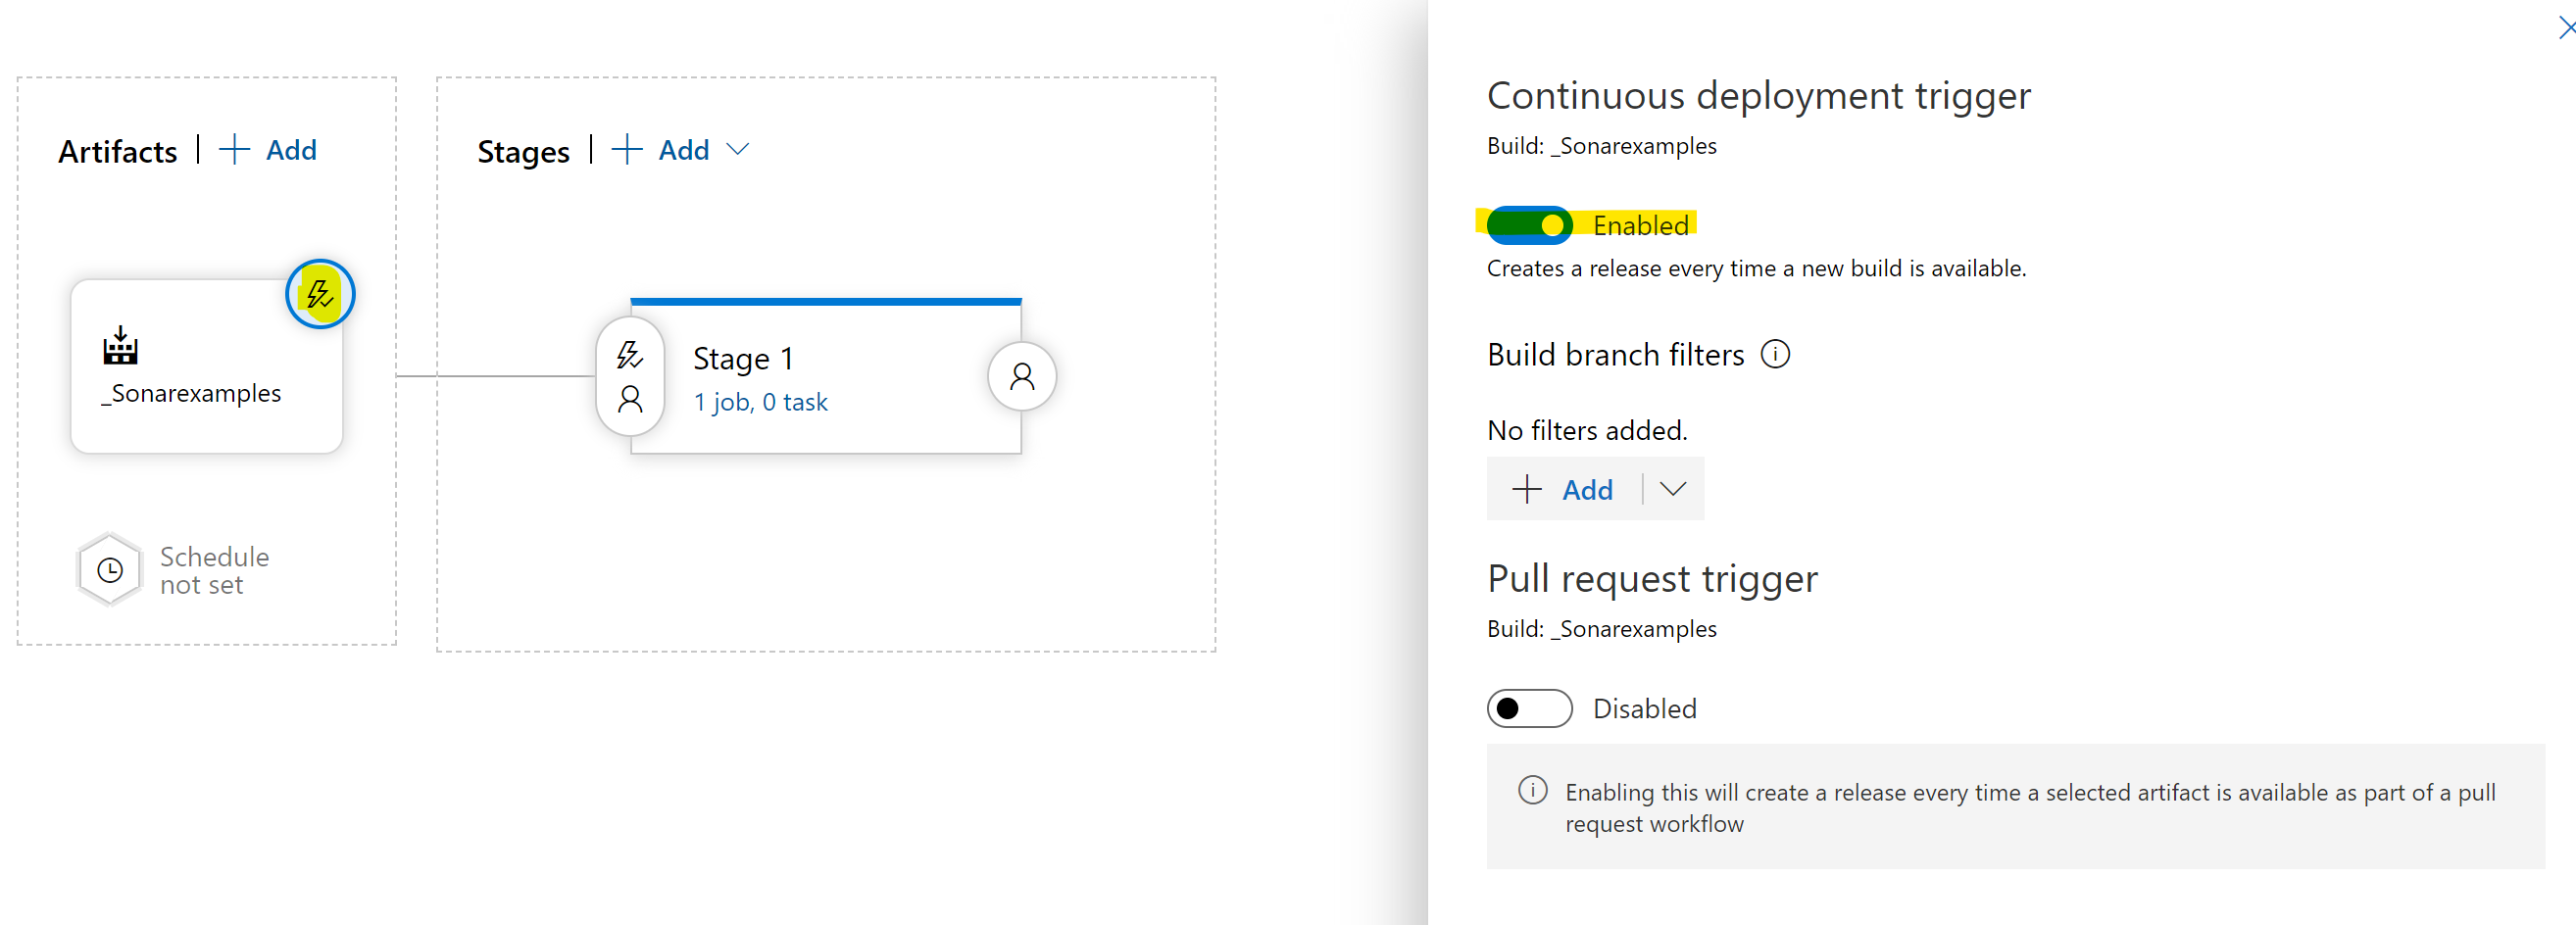 Artifacts | + Add
Stages | + Add
_Sonarexamples
Schedule
not set
Stage 1
1 job, 0 task
Continuous deployment trigger
Build: _Sonarexamples
Enabled
Creates a release every time a new build is available.
Build branch filters
No filters added.
+ Add
Pull request trigger
Build: _Sonarexamples
Disabled
Enabling this will create a release every time a selected artifact is available as part of a pull
request workflow